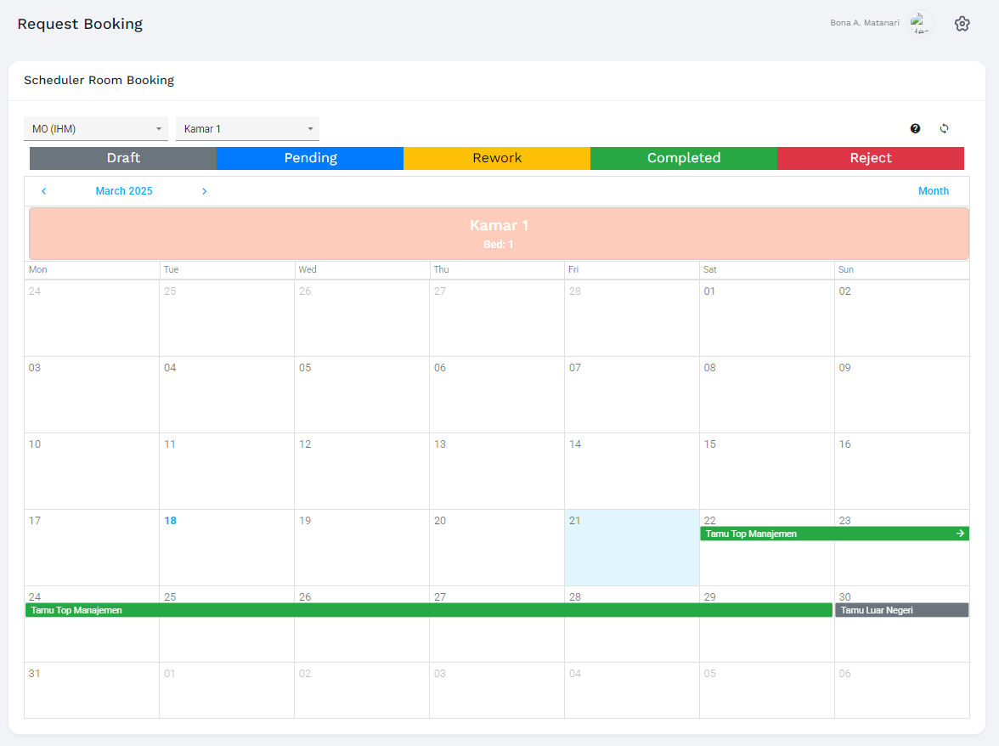 Request Booking
Bona A. Matanari
Scheduler Room Booking
MO (IHM) Kamar 1
Draft Pending Rework Completed Reject
March 2025 Month
Kamar 1
Bed: 1
Mon Tue Wed Thu Fri Sat Sun
24 25 26 27 28 01 02
03 04 05 06 07 08 09
10 11 12 13 14 15 16
17 18 19 20 21 22 23
Tamu Top Manajemen
24 25 26 27 28 29 30
Tamu Top Manajemen Tamu Luar Negeri
31 01 02 03 04 05 06